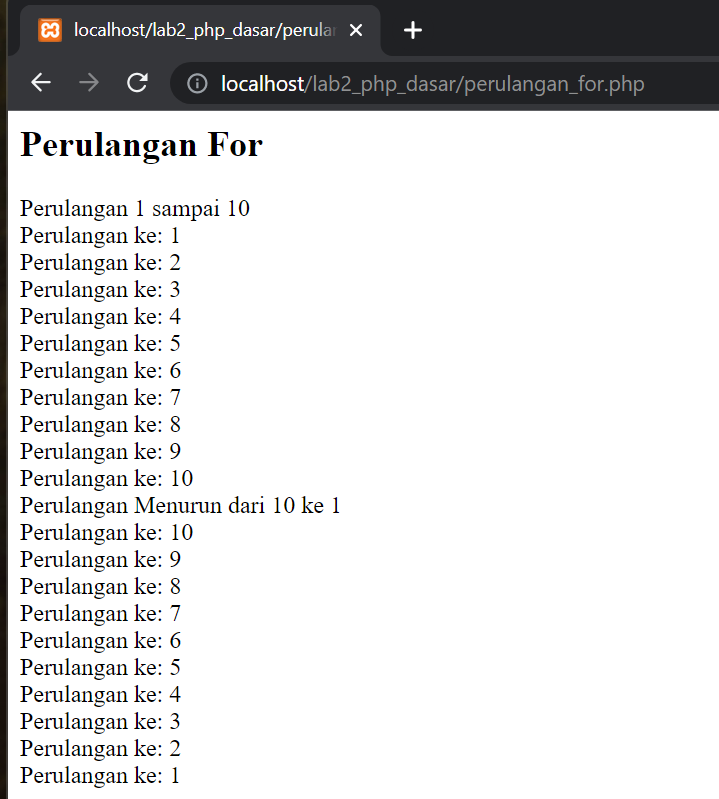 localhost/lab2_php_dasar/perula
localhost/lab2_php_dasar/perulangan_for.php
Perulangan For
Perulangan 1 sampai 10
Perulangan ke: 1
Perulangan ke: 2
Perulangan ke: 3
Perulangan ke: 4
Perulangan ke: 5
Perulangan ke: 6
Perulangan ke: 7
Perulangan ke: 8
Perulangan ke: 9
Perulangan ke: 10
Perulangan Menurun dari 10 ke 1
Perulangan ke: 10
Perulangan ke: 9
Perulangan ke: 8
Perulangan ke: 7
Perulangan ke: 6
Perulangan ke: 5
Perulangan ke: 4
Perulangan ke: 3
Perulangan ke: 2
Perulangan ke: 1